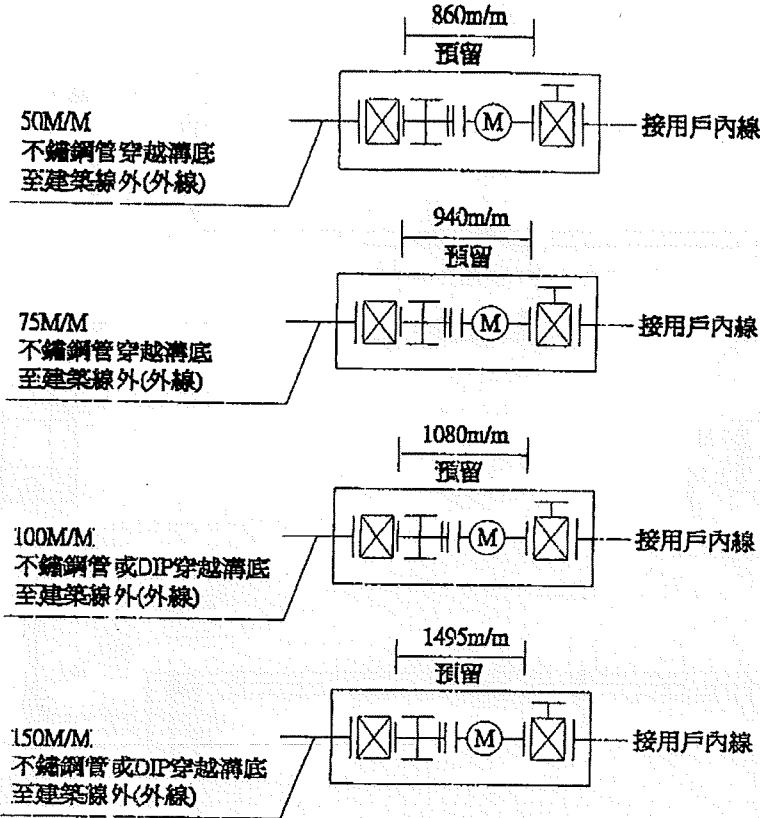 860m/m
預留
50M/M
不鏽鋼管穿越溝底
至建築線外(外線)
M
接用戶內線
940m/m
預留
75M/M
不鏽鋼管穿越溝底
至建築線外(外線)
M
接用戶內線
1080m/m
預留
100M/M
不鏽鋼管或DIP穿越溝底
至建築線外(外線)
M
接用戶內線
1495m/m
預留
150M/M
不鏽鋼管或DIP穿越溝底
至建築線外(外線)
M
接用戶內線